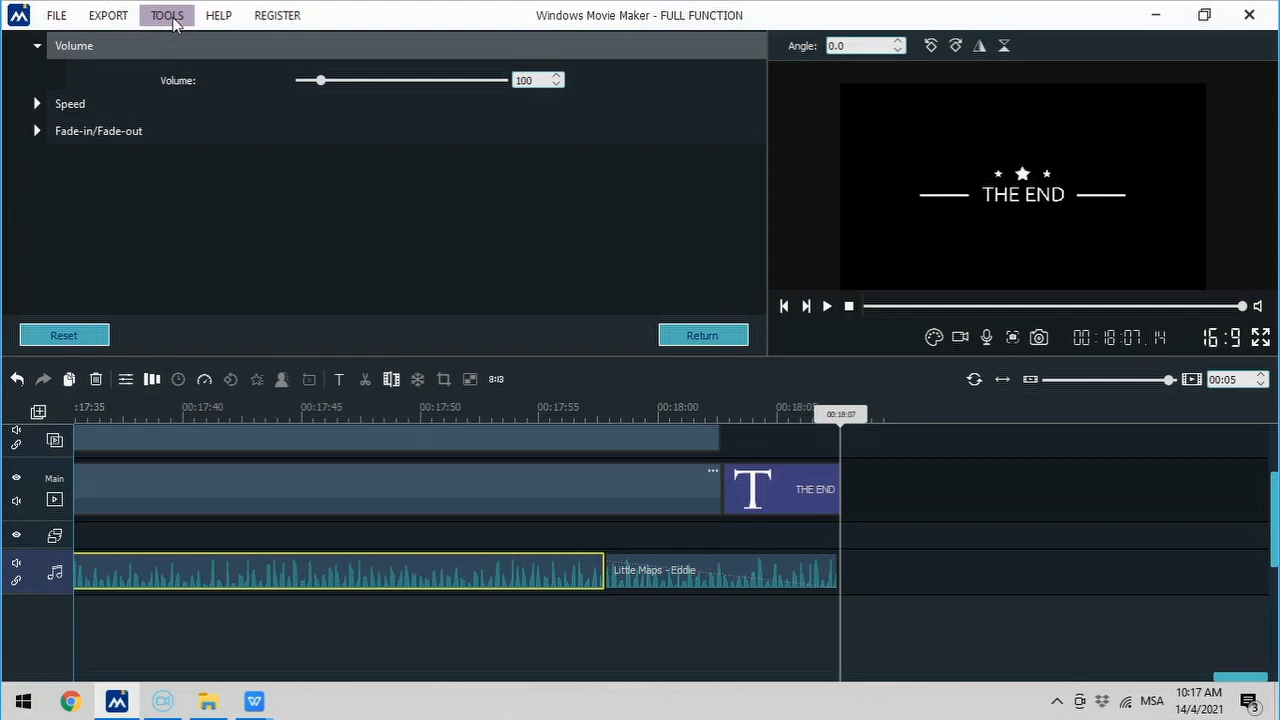 FILE EXPORT TOOLS HELP REGISTER Windows Movie Maker - FULL FUNCTION
Volume Angle: 0.0
Volume: 100
Speed
Fade-in/Fade-out
THE END
Reset Return
00:18:07.14 16:9
T 8:13 00:05
:17:35 00:17:40 00:17:45 00:17:50 00:17:55 00:18:00 00:18:05
00:18:07
Main
T THE END
Little Maps - Eddie
10:17 AM
MSA
14/4/2021
3